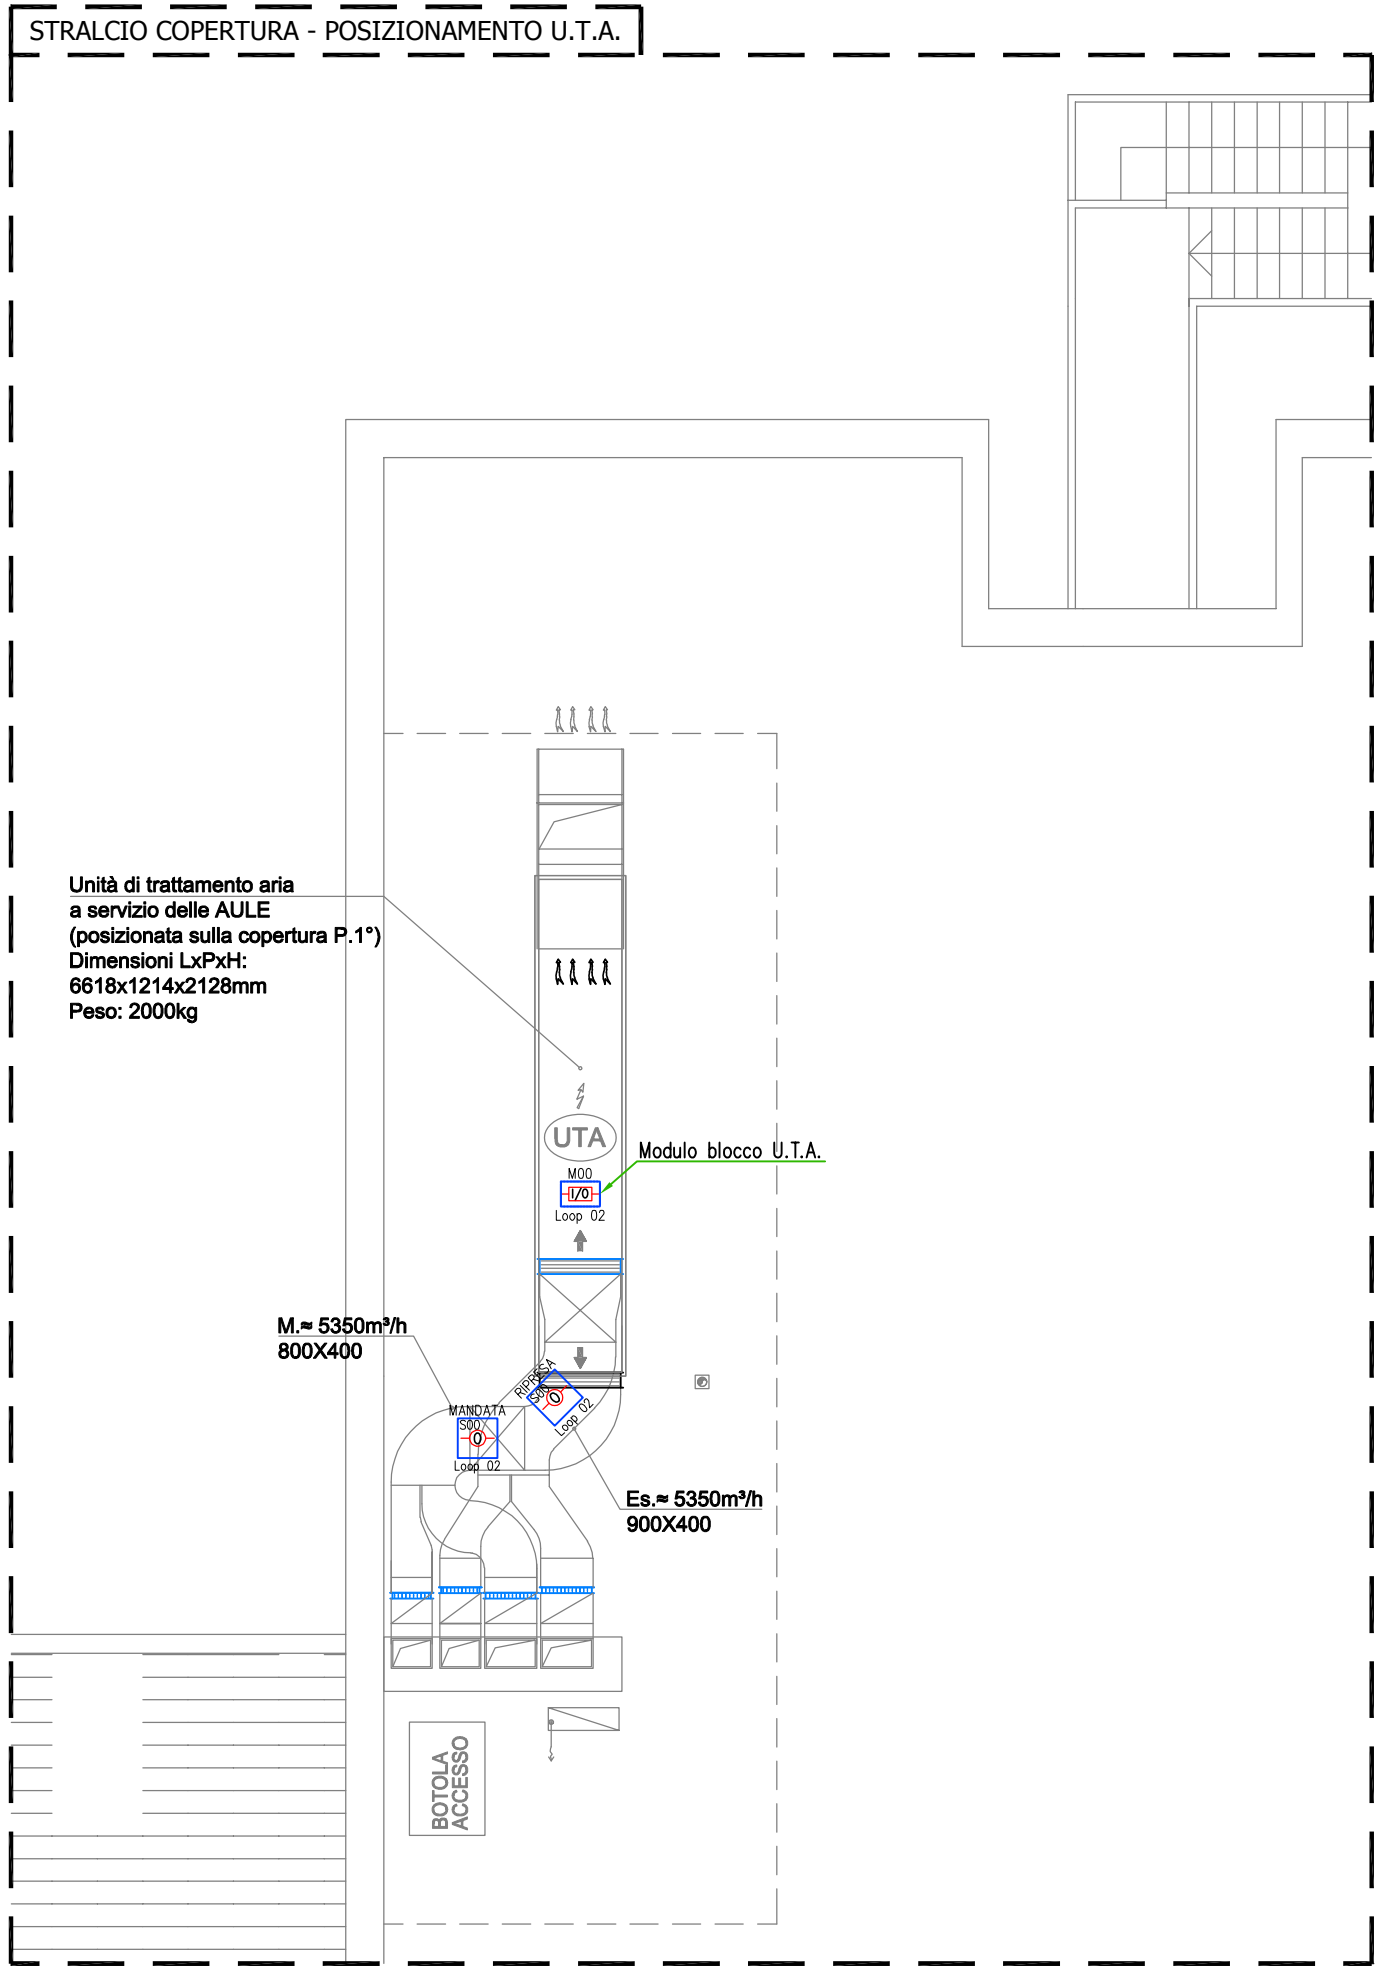 STRALCIO COPERTURA - POSIZIONAMENTO U.T.A.
Unità di trattamento aria
a servizio delle AULE
(posizionata sulla copertura P.1°)
Dimensioni LxPxH:
6618x1214x2128mm
Peso: 2000kg
UTA
Modulo blocco U.T.A.
M00
I/O
Loop 02
M.≈ 5350m³/h
800X400
RIPRESA
S00
Loop 02
MANDATA
S00
Loop 02
Es.≈ 5350m³/h
900X400
BOTOLA
ACCESSO